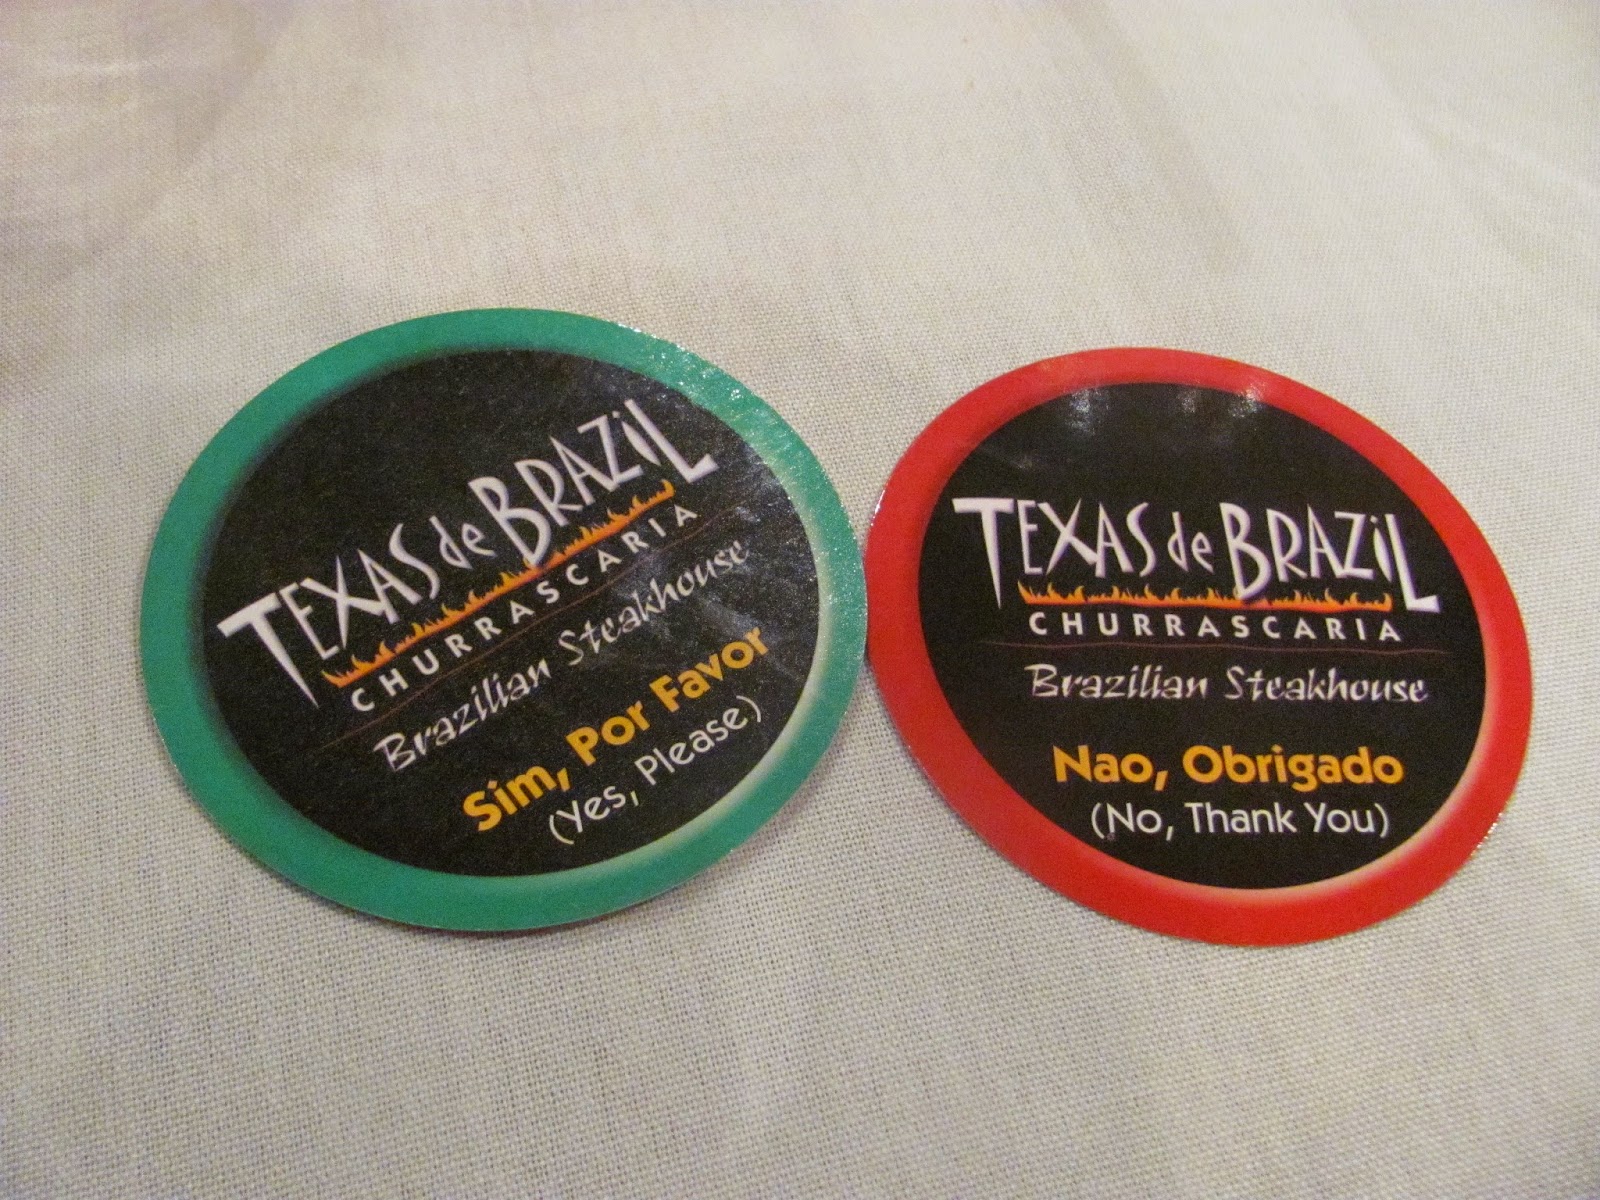 TEXAS de BRAZiL
CHURRASCARIA
Brazilian Steakhouse
Sim, Por Favor
(Yes, Please)
TEXAS de BRAZiL
CHURRASCARIA
Brazilian Steakhouse
Nao, Obrigado
(No, Thank You)